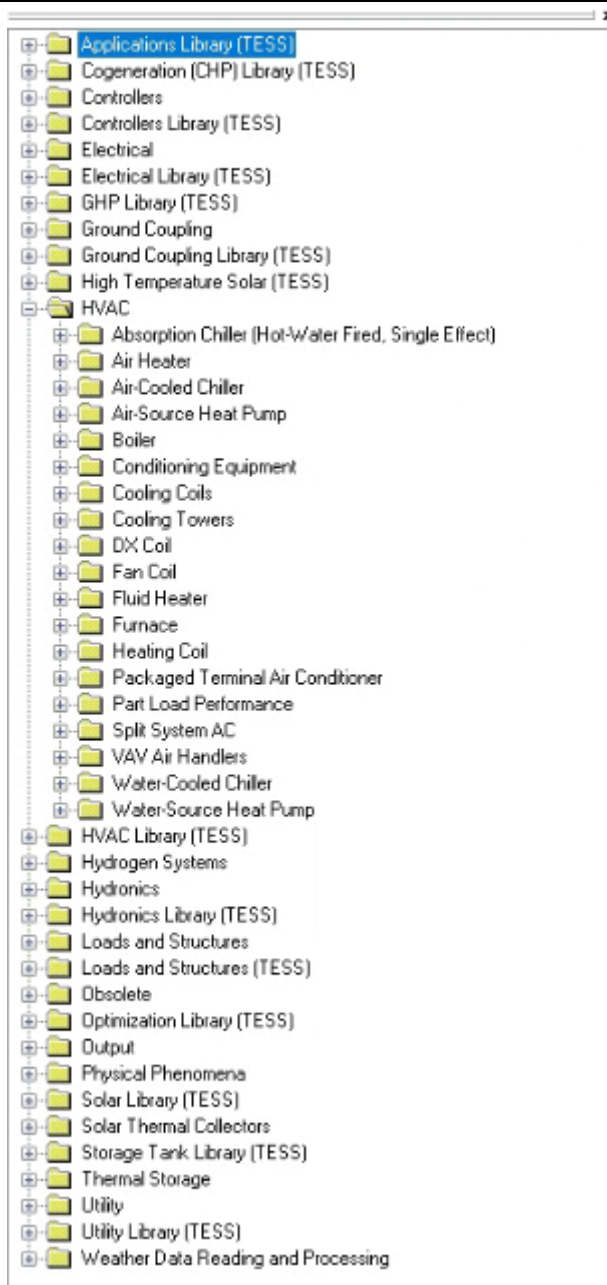 Applications Library (TESS)
Cogeneration (CHP) Library (TESS)
Controllers
Controllers Library (TESS)
Electrical
Electrical Library (TESS)
GHP Library (TESS)
Ground Coupling
Ground Coupling Library (TESS)
High Temperature Solar (TESS)
HVAC
Absorption Chiller (Hot-Water Fired, Single Effect)
Air Heater
Air-Cooled Chiller
Air-Source Heat Pump
Boiler
Conditioning Equipment
Cooling Coils
Cooling Towers
DX Coil
Fan Coil
Fluid Heater
Furnace
Heating Coil
Packaged Terminal Air Conditioner
Part Load Performance
Split System AC
VAV Air Handlers
Water-Cooled Chiller
Water-Source Heat Pump
HVAC Library (TESS)
Hydrogen Systems
Hydronics
Hydronics Library (TESS)
Loads and Structures
Loads and Structures (TESS)
Obsolete
Optimization Library (TESS)
Output
Physical Phenomena
Solar Library (TESS)
Solar Thermal Collectors
Storage Tank Library (TESS)
Thermal Storage
Utility
Utility Library (TESS)
Weather Data Reading and Processing